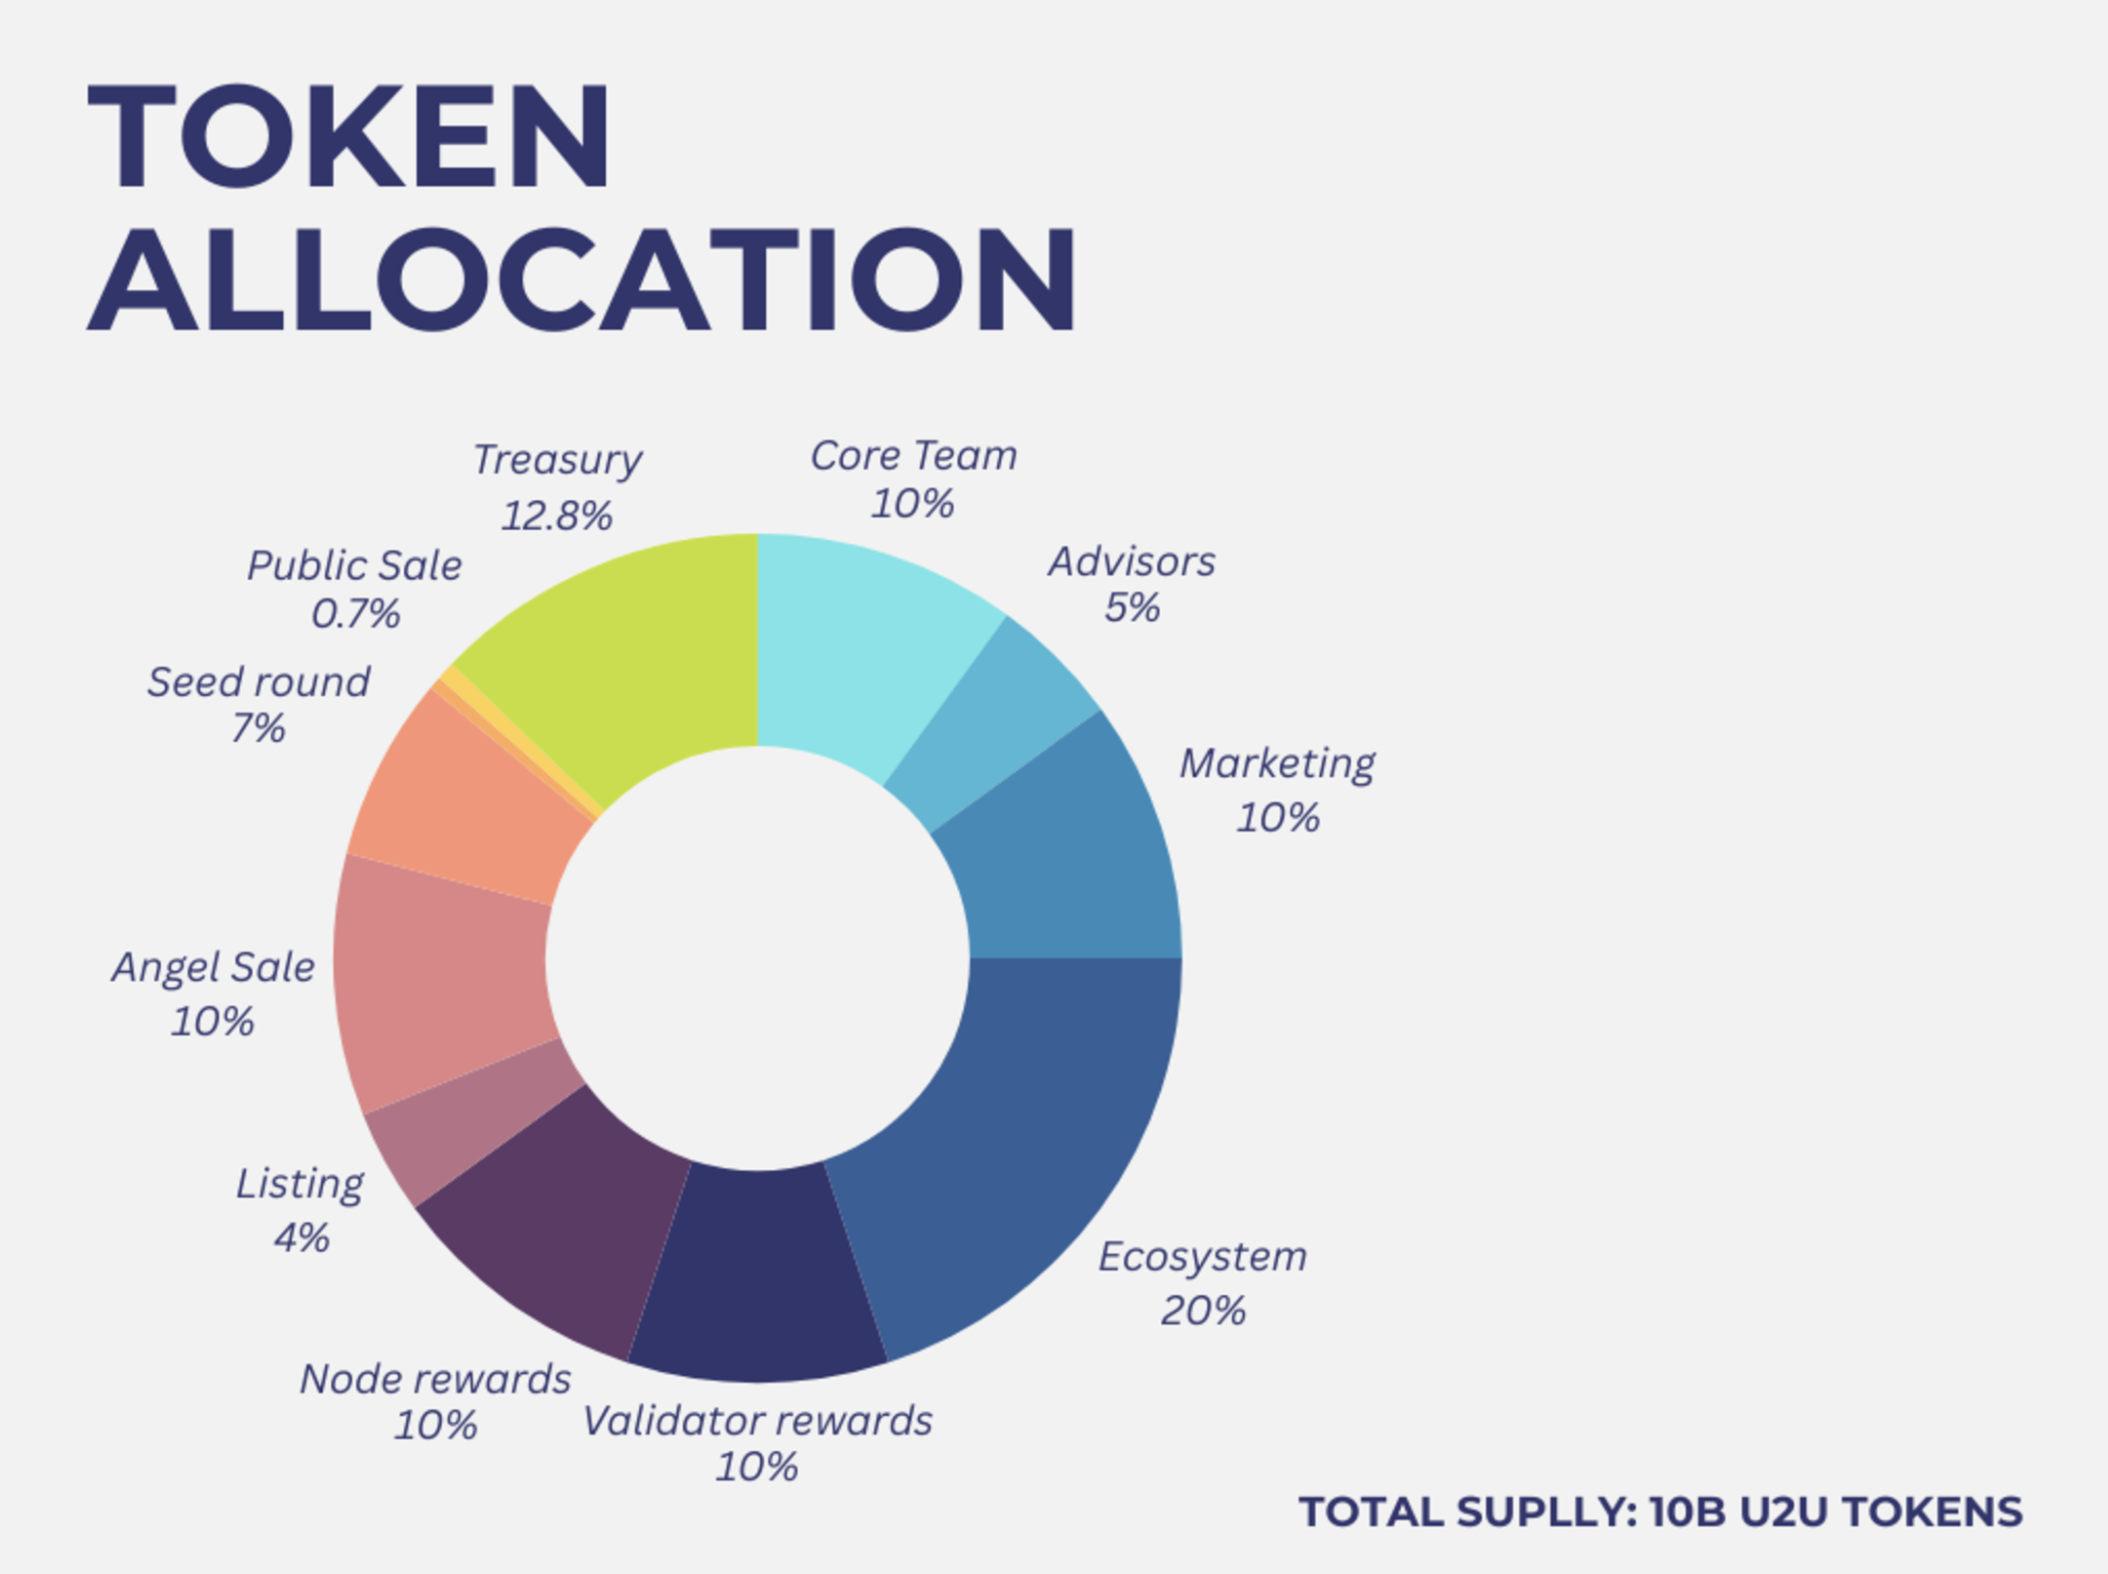 TOKEN
ALLOCATION
Treasury
12.8%
Core Team
10%
Public Sale
0.7%
Advisors
5%
Seed round
7%
Marketing
10%
Angel Sale
10%
Listing
4%
Ecosystem
20%
Node rewards
10%
Validator rewards
10%
TOTAL SUPLLY: 10B U2U TOKENS